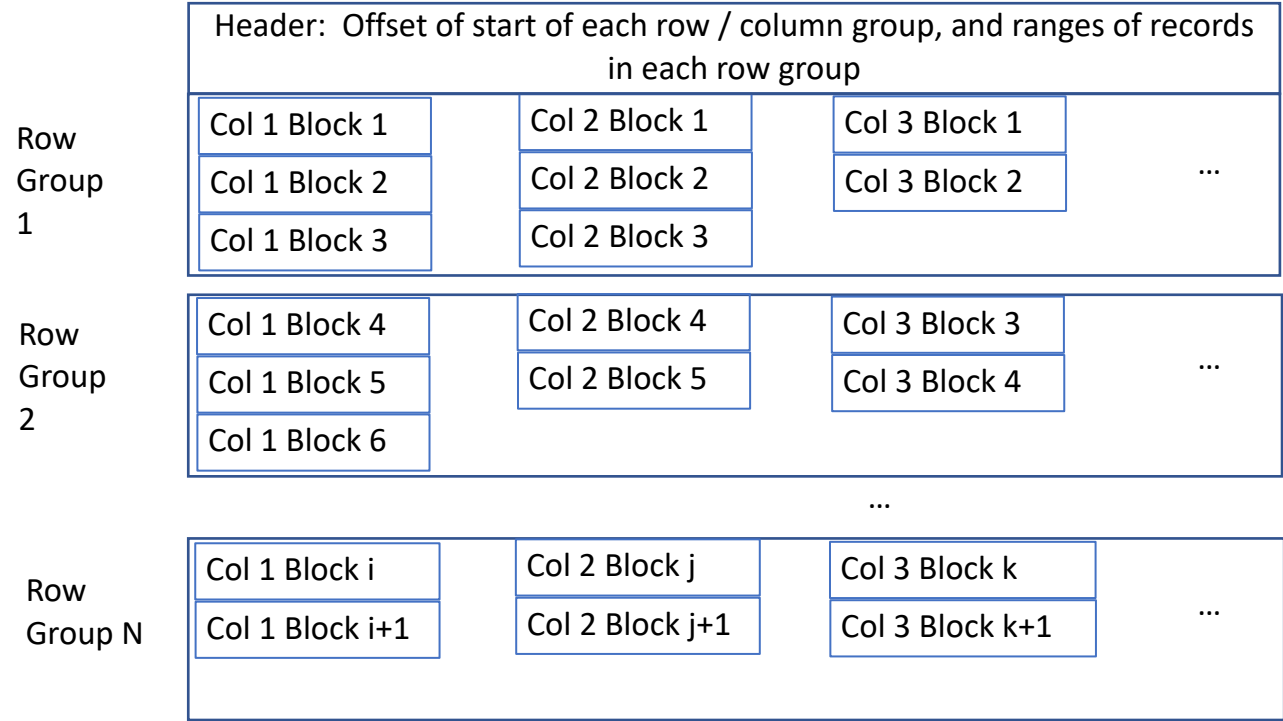 Header: Offset of start of each row / column group, and ranges of records
in each row group
Row
Group
1
Col 1 Block 1
Col 2 Block 1
Col 3 Block 1
Col 1 Block 2
Col 2 Block 2
Col 3 Block 2
...
Col 1 Block 3
Col 2 Block 3
Row
Group
2
Col 1 Block 4
Col 2 Block 4
Col 3 Block 3
Col 1 Block 5
Col 2 Block 5
Col 3 Block 4
...
Col 1 Block 6
...
Row
Group N
Col 1 Block i
Col 2 Block j
Col 3 Block k
Col 1 Block i+1
Col 2 Block j+1
Col 3 Block k+1
...